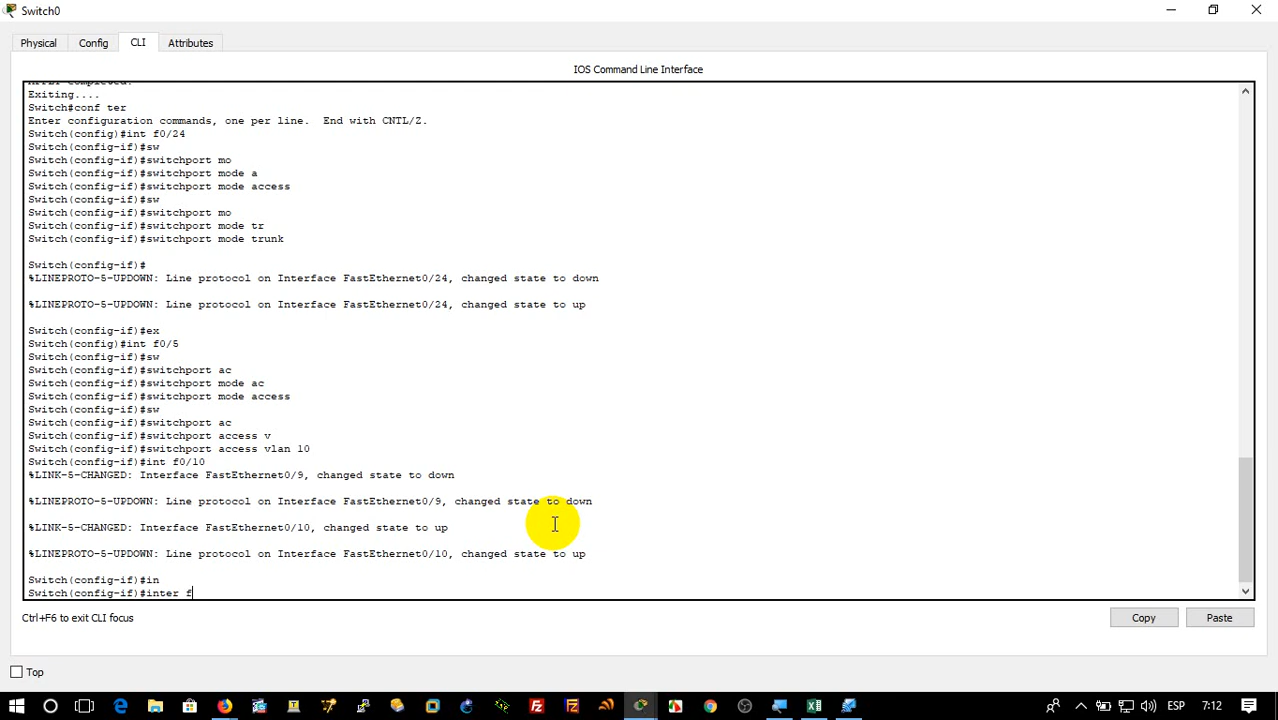 Switch0
Physical
Config
CLI
Attributes
IOS Command Line Interface
Exiting....
Switch#conf ter
Enter configuration commands, one per line.  End with CNTL/Z.
Switch(config)#int f0/24
Switch(config-if)#sw
Switch(config-if)#switchport mo
Switch(config-if)#switchport mode a
Switch(config-if)#switchport mode access
Switch(config-if)#sw
Switch(config-if)#switchport mo
Switch(config-if)#switchport mode tr
Switch(config-if)#switchport mode trunk
Switch(config-if)#
%LINEPROTO-5-UPDOWN: Line protocol on Interface FastEthernet0/24, changed state to down
%LINEPROTO-5-UPDOWN: Line protocol on Interface FastEthernet0/24, changed state to up
Switch(config-if)#ex
Switch(config)#int f0/5
Switch(config-if)#sw
Switch(config-if)#switchport ac
Switch(config-if)#switchport mode ac
Switch(config-if)#switchport mode access
Switch(config-if)#sw
Switch(config-if)#switchport ac
Switch(config-if)#switchport access v
Switch(config-if)#switchport access vlan 10
Switch(config-if)#int f0/10
%LINK-5-CHANGED: Interface FastEthernet0/9, changed state to down
%LINEPROTO-5-UPDOWN: Line protocol on Interface FastEthernet0/9, changed state to down
%LINK-5-CHANGED: Interface FastEthernet0/10, changed state to up
%LINEPROTO-5-UPDOWN: Line protocol on Interface FastEthernet0/10, changed state to up
Switch(config-if)#in
Switch(config-if)#inter f
Ctrl+F6 to exit CLI focus
Copy
Paste
Top
ESP
7:12